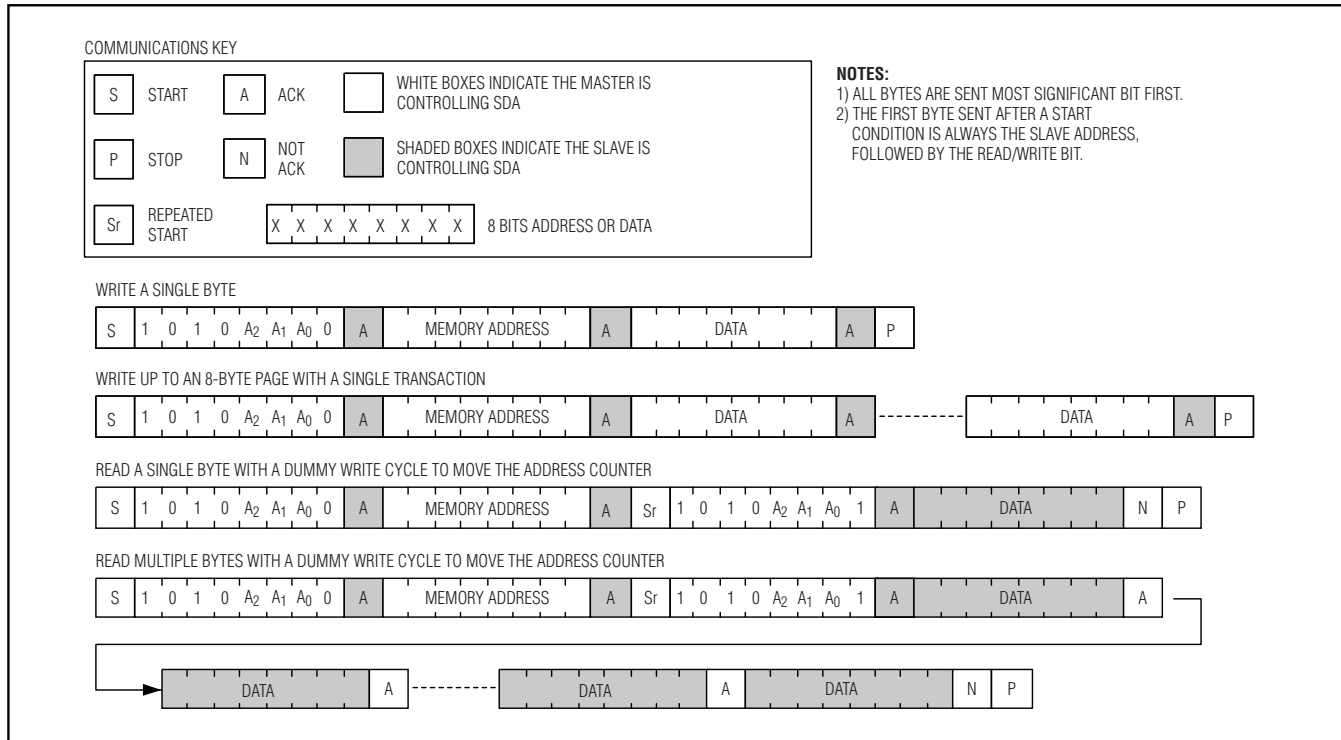 COMMUNICATIONS KEY
S START A ACK WHITE BOXES INDICATE THE MASTER IS
CONTROLLING SDA
P STOP N NOT
ACK
SHADED BOXES INDICATE THE SLAVE IS
CONTROLLING SDA
Sr REPEATED
START
X X X X X X X X 8 BITS ADDRESS OR DATA
NOTES:
1) ALL BYTES ARE SENT MOST SIGNIFICANT BIT FIRST.
2) THE FIRST BYTE SENT AFTER A START
CONDITION IS ALWAYS THE SLAVE ADDRESS,
FOLLOWED BY THE READ/WRITE BIT.
WRITE A SINGLE BYTE
S 1 0 1 0 A2 A1 A0 0 A MEMORY ADDRESS A DATA A P
WRITE UP TO AN 8-BYTE PAGE WITH A SINGLE TRANSACTION
S 1 0 1 0 A2 A1 A0 0 A MEMORY ADDRESS A DATA A DATA A P
READ A SINGLE BYTE WITH A DUMMY WRITE CYCLE TO MOVE THE ADDRESS COUNTER
S 1 0 1 0 A2 A1 A0 0 A MEMORY ADDRESS A Sr 1 0 1 0 A2 A1 A0 1 A DATA N P
READ MULTIPLE BYTES WITH A DUMMY WRITE CYCLE TO MOVE THE ADDRESS COUNTER
S 1 0 1 0 A2 A1 A0 0 A MEMORY ADDRESS A Sr 1 0 1 0 A2 A1 A0 1 A DATA A
DATA A DATA A DATA N P